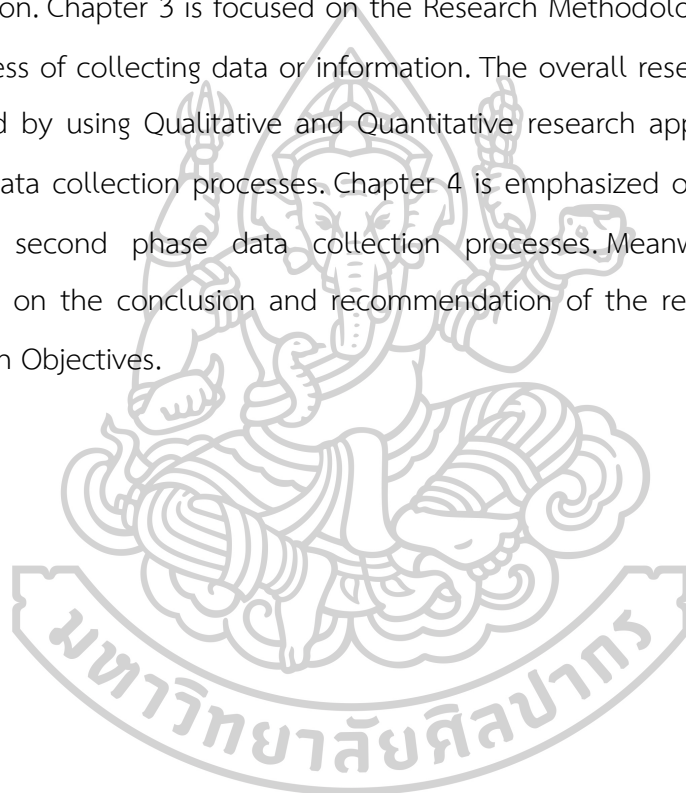 on. Chapter 3 is focused on the Research Methodolo
ess of collecting data or information. The overall rese
d by using Qualitative and Quantitative research app
ata collection processes. Chapter 4 is emphasized o
second phase data collection processes. Meanw
on the conclusion and recommendation of the re
n Objectives.
มหาวิทยาลัยศิลปากร